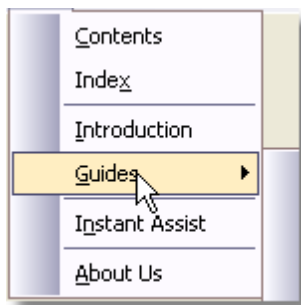 Contents
Index
Introduction
Guides
Instant Assist
About Us